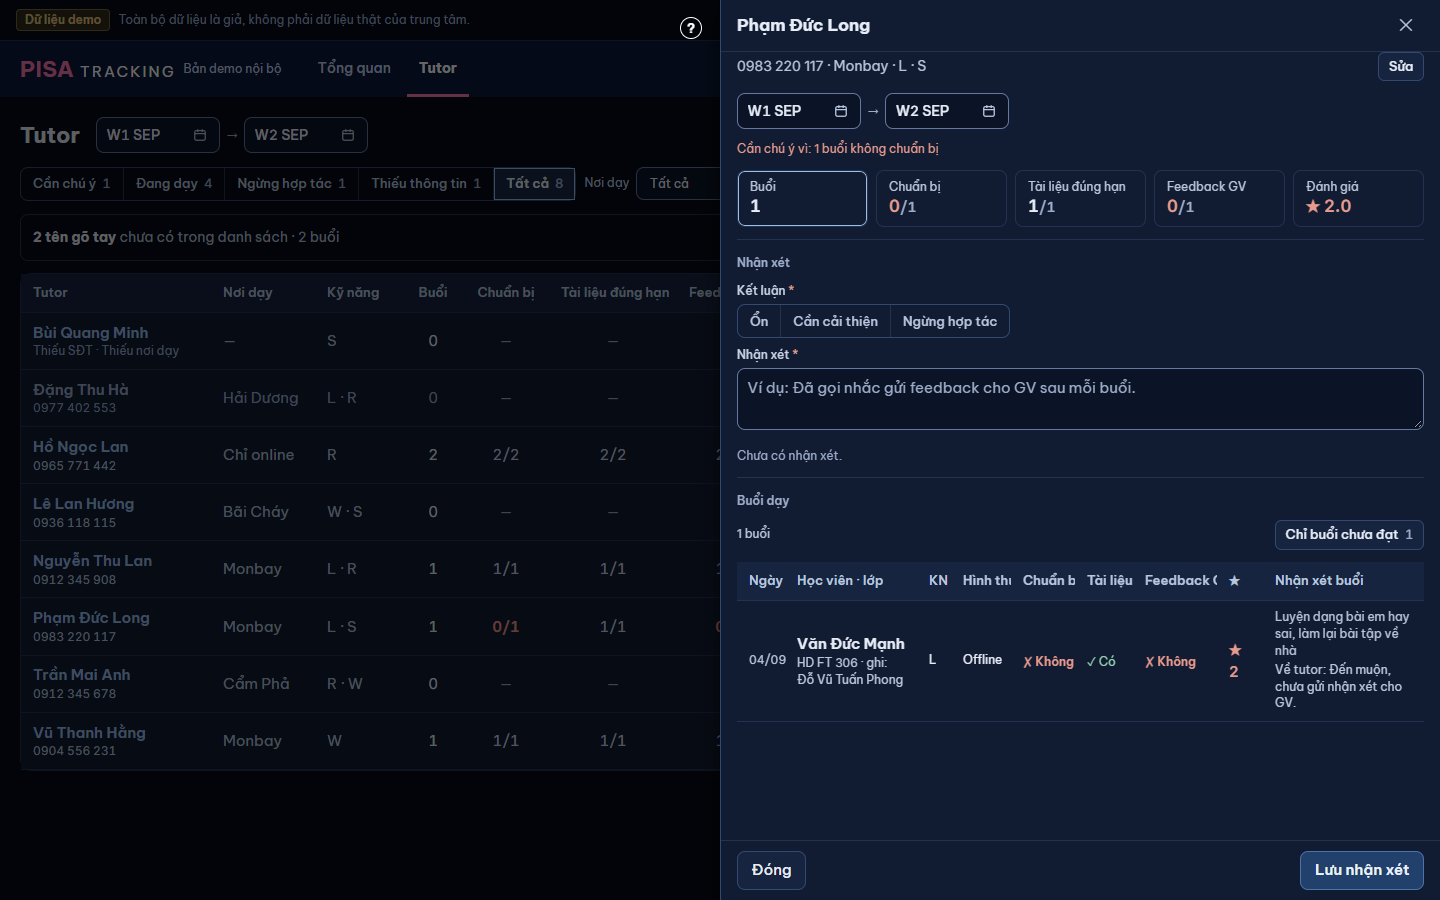 Dữ liệu demo Toàn bộ dữ liệu là giả, không phải dữ liệu thật của trung tâm.
?
PISA TRACKING Bản demo nội bộ Tổng quan Tutor
Tutor W1 SEP → W2 SEP
Cần chú ý 1 Đang dạy 4 Ngừng hợp tác 1 Thiếu thông tin 1 Tất cả 8 Nơi dạy Tất cả
2 tên gõ tay chưa có trong danh sách · 2 buổi
Tutor Nơi dạy Kỹ năng Buổi Chuẩn bị Tài liệu đúng hạn Feed
Bùi Quang Minh — S 0 — —
Thiếu SĐT · Thiếu nơi dạy
Đặng Thu Hà Hải Dương L · R 0 — —
0977 402 553
Hồ Ngọc Lan Chỉ online R 2 2/2 2/2
0965 771 442
Lê Lan Hương Bãi Cháy W · S 0 — —
0936 118 115
Nguyễn Thu Lan Monbay L · R 1 1/1 1/1
0912 345 908
Phạm Đức Long Monbay L · S 1 0/1 1/1
0983 220 117
Trần Mai Anh Cẩm Phả R · W 0 — —
0912 345 678
Vũ Thanh Hằng Monbay W 1 1/1 1/1
0904 556 231
Phạm Đức Long
0983 220 117 · Monbay · L · S Sửa
W1 SEP → W2 SEP
Cần chú ý vì: 1 buổi không chuẩn bị
Buổi Chuẩn bị Tài liệu đúng hạn Feedback GV Đánh giá
1 0/1 1/1 0/1 ★ 2.0
Nhận xét
Kết luận *
Ổn Cần cải thiện Ngừng hợp tác
Nhận xét *
Ví dụ: Đã gọi nhắc gửi feedback cho GV sau mỗi buổi.
Chưa có nhận xét.
Buổi dạy
1 buổi Chỉ buổi chưa đạt 1
Ngày Học viên · lớp KN Hình thứ Chuẩn b Tài liệu Feedback G ★ Nhận xét buổi
04/09 Văn Đức Mạnh L Offline ✗ Không ✓ Có ✗ Không ★ 2
HD FT 306 · ghi:
Đỗ Vũ Tuấn Phong
Luyện dạng bài em hay
sai, làm lại bài tập về
nhà
Về tutor: Đến muộn,
chưa gửi nhận xét cho
GV.
Đóng Lưu nhận xét